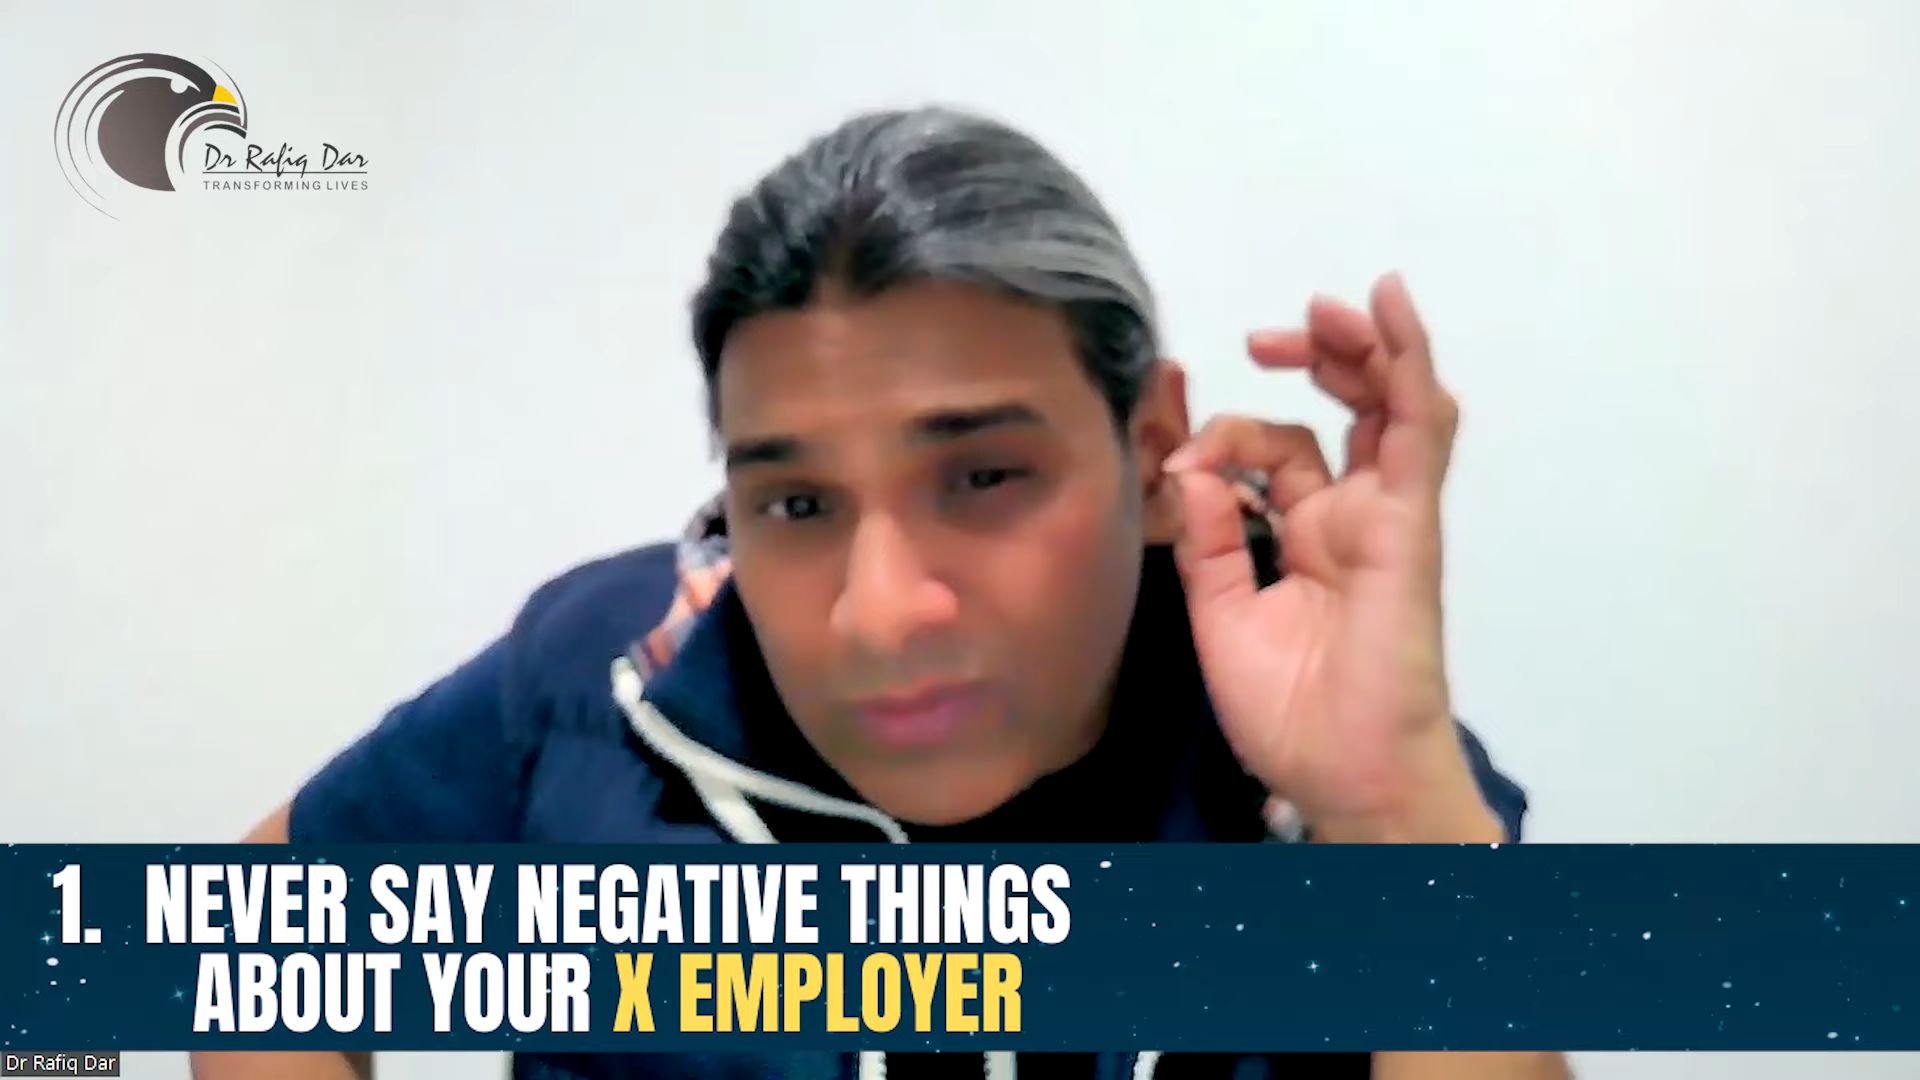 Dr Rafiq Dar
TRANSFORMING LIVES
1. NEVER SAY NEGATIVE THINGS
ABOUT YOUR X EMPLOYER
Dr Rafiq Dar